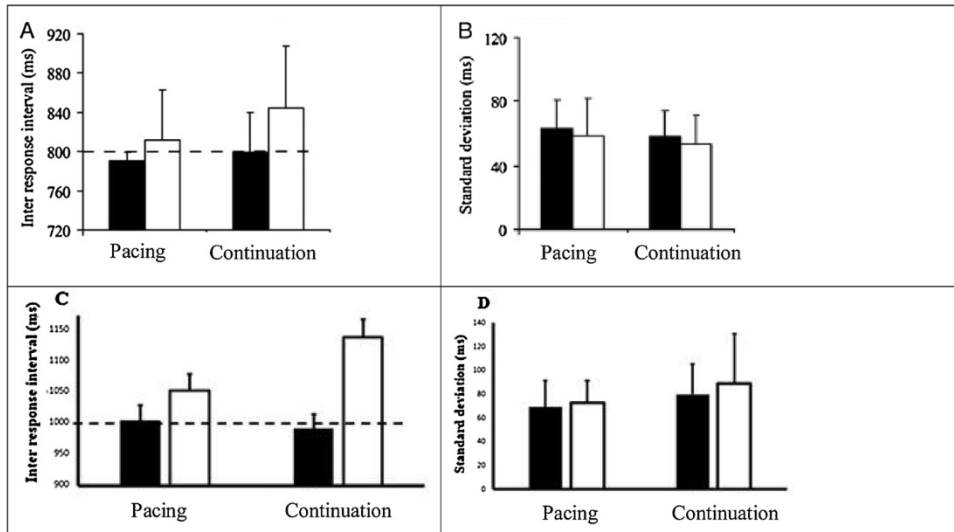 A
Inter response interval (ms)
920
880
840
800
760
720
Pacing
Continuation
B
Standard deviation (ms)
120
80
40
0
Pacing
Continuation
C
Inter response interval (ms)
1150
1100
1050
1000
950
900
Pacing
Continuation
D
Standard deviation (ms)
140
120
100
80
60
40
20
0
Pacing
Continuation